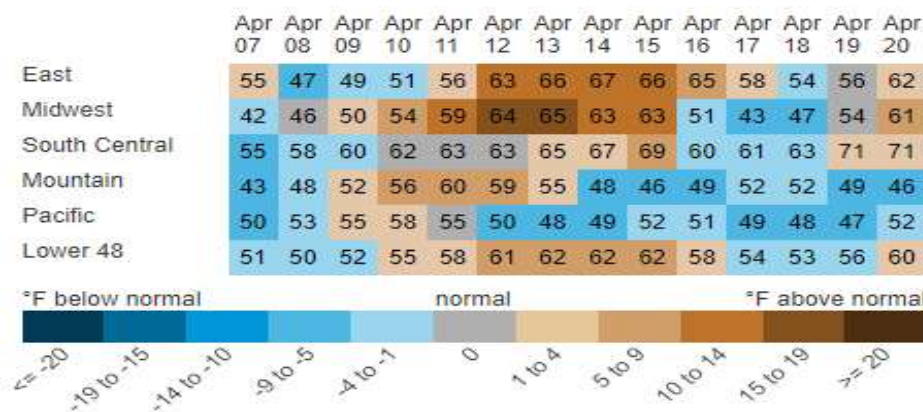 Apr Apr Apr Apr Apr Apr Apr Apr Apr Apr Apr Apr Apr Apr
07 08 09 10 11 12 13 14 15 16 17 18 19 20
East 55 47 49 51 56 63 66 67 66 65 58 54 56 62
Midwest 42 46 50 54 59 64 65 63 63 51 43 47 54 61
South Central 55 58 60 62 63 63 65 67 69 60 61 63 71 71
Mountain 43 48 52 56 60 59 55 48 46 49 52 52 49 46
Pacific 50 53 55 58 55 50 48 49 52 51 49 48 47 52
Lower 48 51 50 52 55 58 61 62 62 62 58 54 53 56 60
°F below normal normal °F above normal
<= -20 -19 to -15 -14 to -10 -9 to -5 -4 to -1 0 1 to 4 5 to 9 10 to 14 15 to 19 >= 20